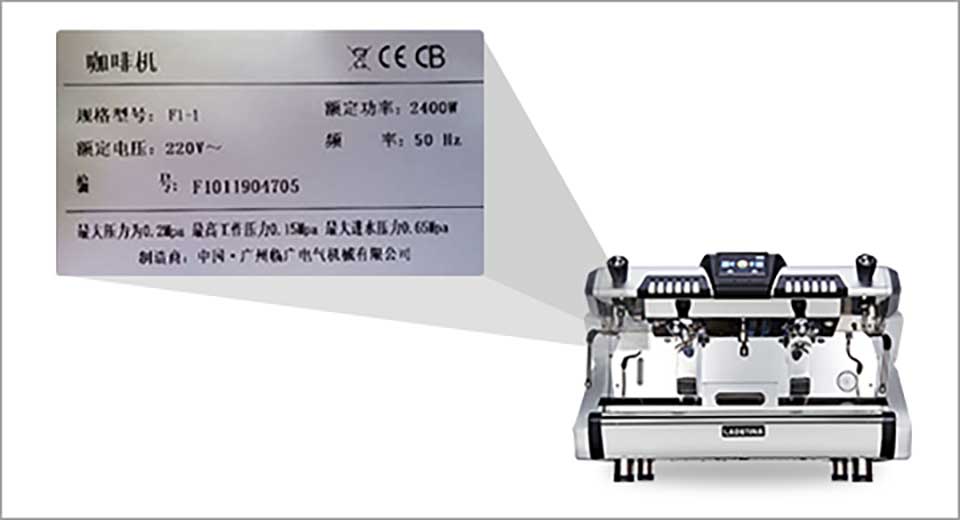 咖啡机
CE CB
规格型号: F1-1
额定功率: 2400W
额定电压: 220V～
频 率: 50 Hz
编 号: F1011904705
最大压力为0.2Mpa 最高工作压力0.15Mpa 最大进水压力0.65Mpa
制造商: 中国·广州临广电气机械有限公司